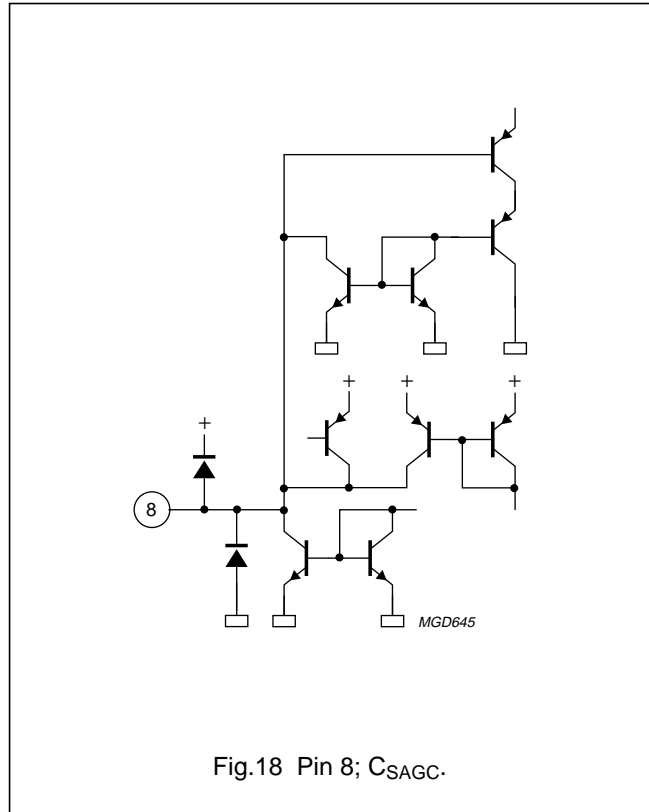 +
+ + +
8
MGD645
Fig.18 Pin 8; CSAGC.